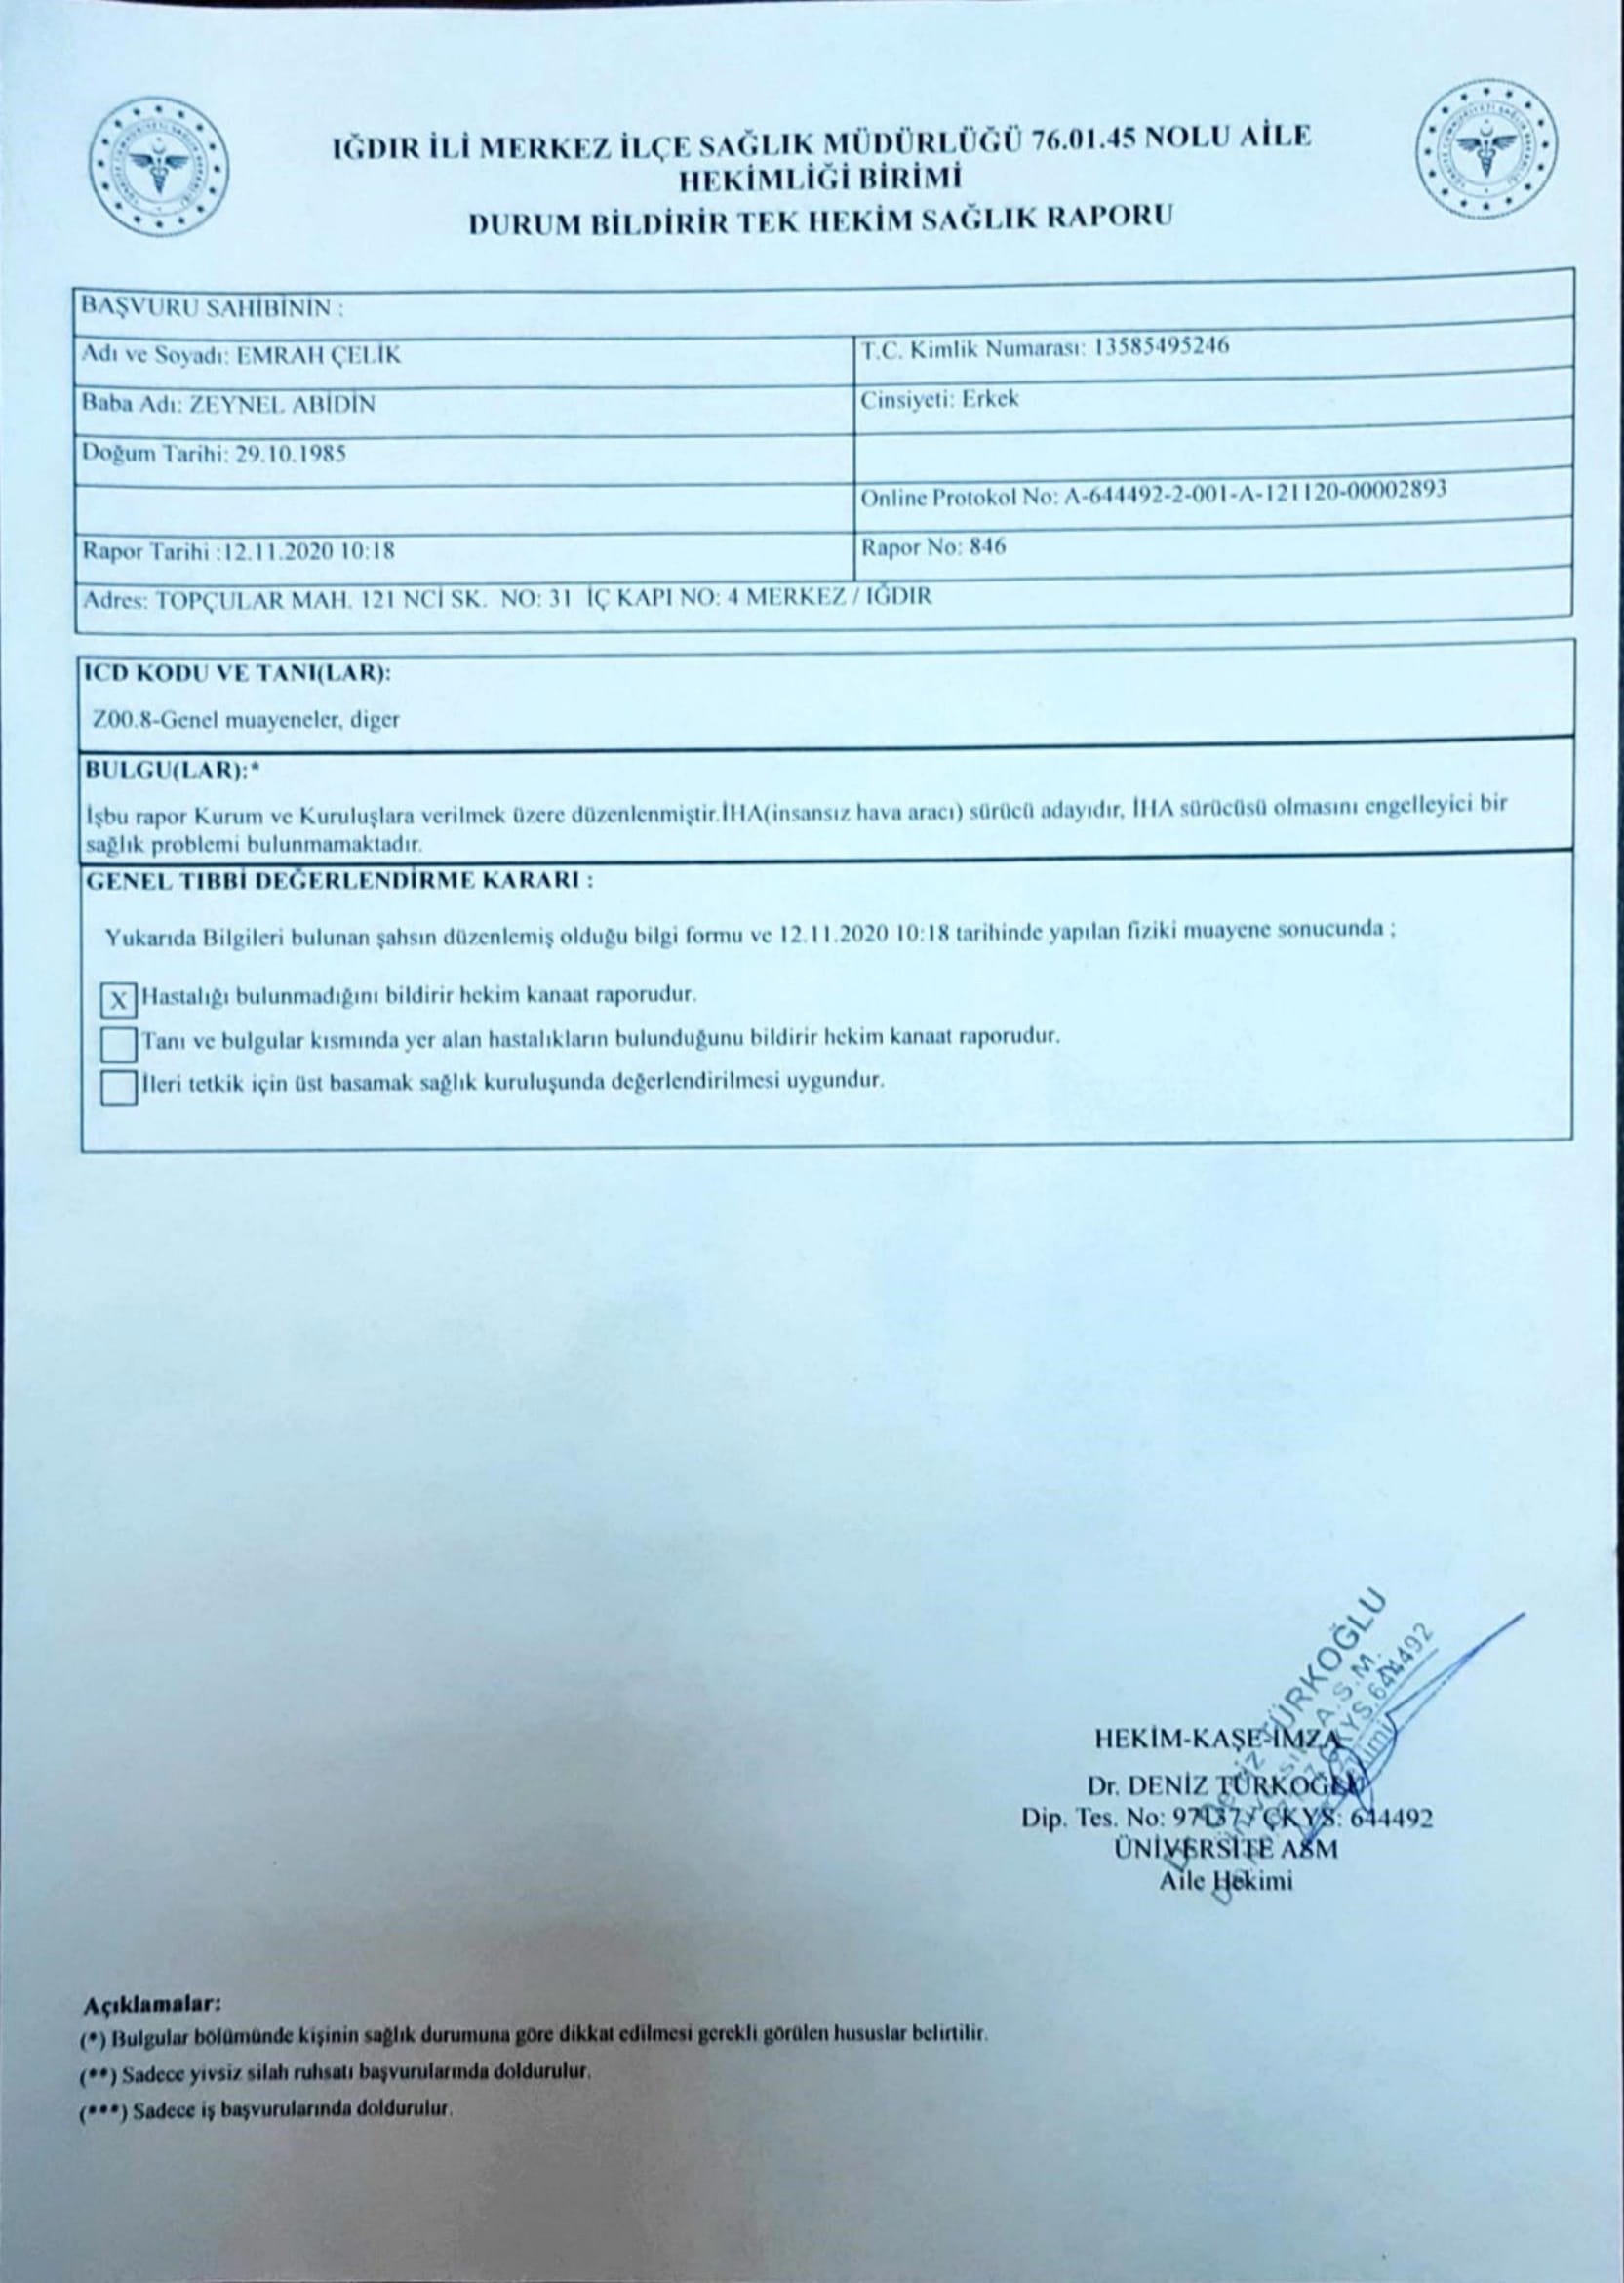 IĞDIR İLİ MERKEZ İLÇE SAĞLIK MÜDÜRLÜĞÜ 76.01.45 NOLU AİLE
HEKİMLİĞİ BİRİMİ
DURUM BİLDİRİR TEK HEKİM SAĞLIK RAPORU
BAŞVURU SAHİBİNİN :
Adı ve Soyadı: EMRAH ÇELİK
T.C. Kimlik Numarası: 13585495246
Baba Adı: ZEYNEL ABİDİN
Cinsiyeti: Erkek
Doğum Tarihi: 29.10.1985
Online Protokol No: A-644492-2-001-A-121120-00002893
Rapor Tarihi :12.11.2020 10:18
Rapor No: 846
Adres: TOPÇULAR MAH. 121 NCİ SK. NO: 31 İÇ KAPI NO: 4 MERKEZ / IĞDIR
ICD KODU VE TANI(LAR):
Z00.8-Genel muayeneler, diger
BULGU(LAR):*
İşbu rapor Kurum ve Kuruluşlara verilmek üzere düzenlenmiştir.İHA(insansız hava aracı) sürücü adayıdır, İHA sürücüsü olmasını engelleyici bir
sağlık problemi bulunmamaktadır.
GENEL TIBBİ DEĞERLENDİRME KARARI :
Yukarıda Bilgileri bulunan şahsın düzenlemiş olduğu bilgi formu ve 12.11.2020 10:18 tarihinde yapılan fiziki muayene sonucunda ;
X Hastalığı bulunmadığını bildirir hekim kanaat raporudur.
Tanı ve bulgular kısmında yer alan hastalıkların bulunduğunu bildirir hekim kanaat raporudur.
İleri tetkik için üst basamak sağlık kuruluşunda değerlendirilmesi uygundur.
TÜRKOĞLU
A.S.M.
644492
HEKİM-KAŞE-İMZA
Dr. DENİZ TÜRKOĞLU
Dip. Tes. No: 97137 / ÇKYS: 644492
ÜNİVERSİTE ASM
Aile Hekimi
Açıklamalar:
(*) Bulgular bölümünde kişinin sağlık durumuna göre dikkat edilmesi gerekli görülen hususlar belirtilir.
(**) Sadece yivsiz silah ruhsatı başvurularında doldurulur.
(***) Sadece iş başvurularında doldurulur.